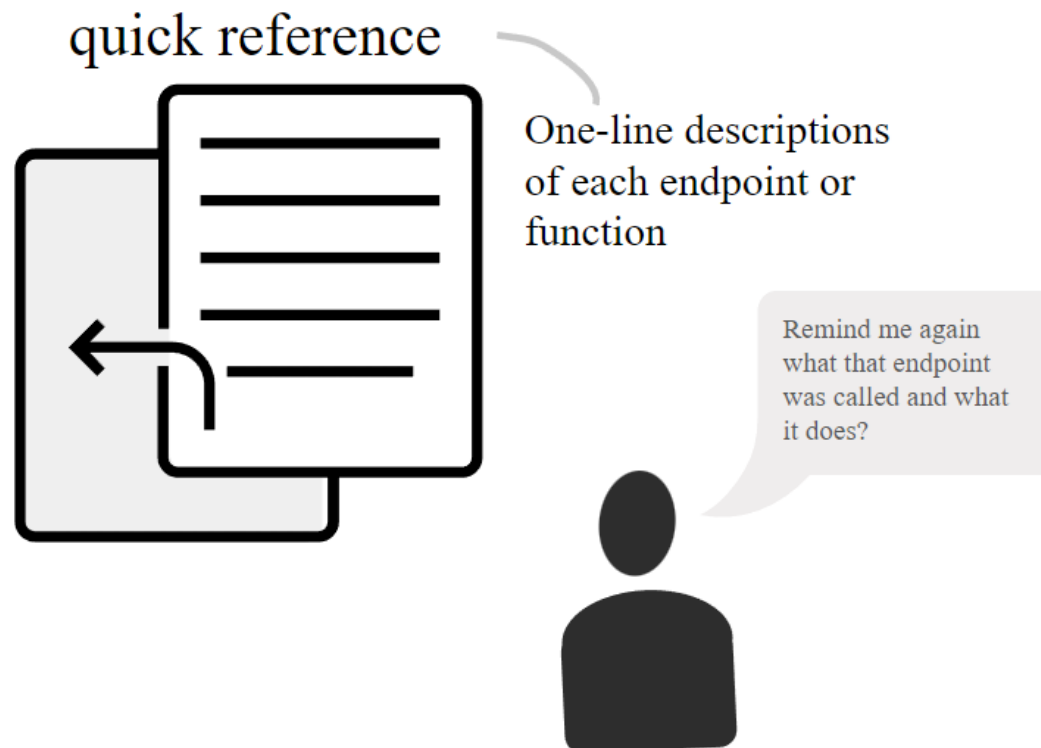 quick reference
One-line descriptions
of each endpoint or
function
Remind me again
what that endpoint
was called and what
it does?